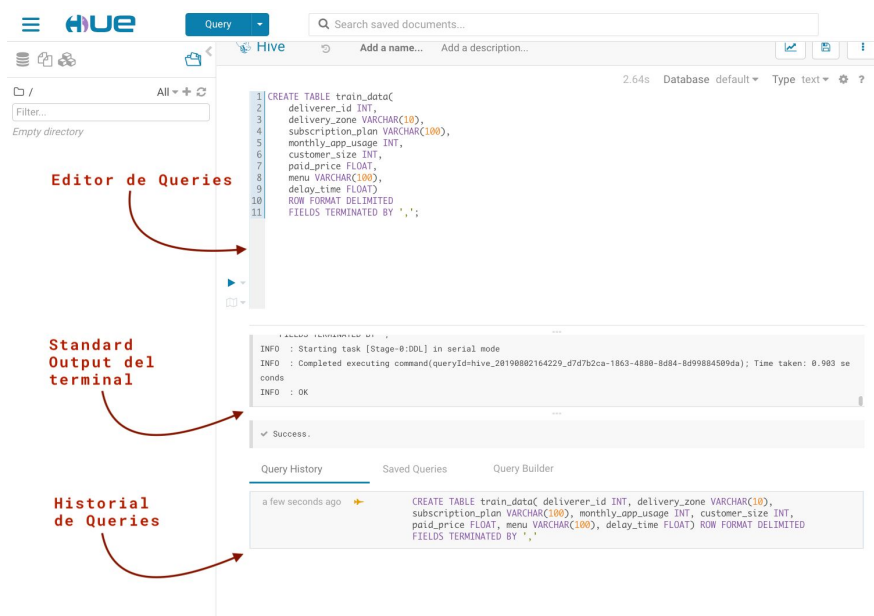 HUE
Query
Search saved documents...
Hive
Add a name...
Add a description...
/
All
Filter...
Empty directory
2.64s Database default Type text ?
1 CREATE TABLE train_data(
2 deliverer_id INT,
3 delivery_zone VARCHAR(10),
4 subscription_plan VARCHAR(100),
5 monthly_app_usage INT,
6 customer_size INT,
7 paid_price FLOAT,
8 menu VARCHAR(100),
9 delay_time FLOAT)
10 ROW FORMAT DELIMITED
11 FIELDS TERMINATED BY ',';
Editor de Queries
Standard
Output del
terminal
FIELDS TERMINATED BY ','
INFO : Starting task [Stage-0:DDL] in serial mode
INFO : Completed executing command(queryId=hive_20190802164229_d7d7b2ca-1863-4880-8d84-8d99884509da); Time taken: 0.903 se
conds
INFO : OK
Success.
Query History
Saved Queries
Query Builder
Historial
de Queries
a few seconds ago
CREATE TABLE train_data( deliverer_id INT, delivery_zone VARCHAR(10),
subscription_plan VARCHAR(100), monthly_app_usage INT, customer_size INT,
paid_price FLOAT, menu VARCHAR(100), delay_time FLOAT) ROW FORMAT DELIMITED
FIELDS TERMINATED BY ','